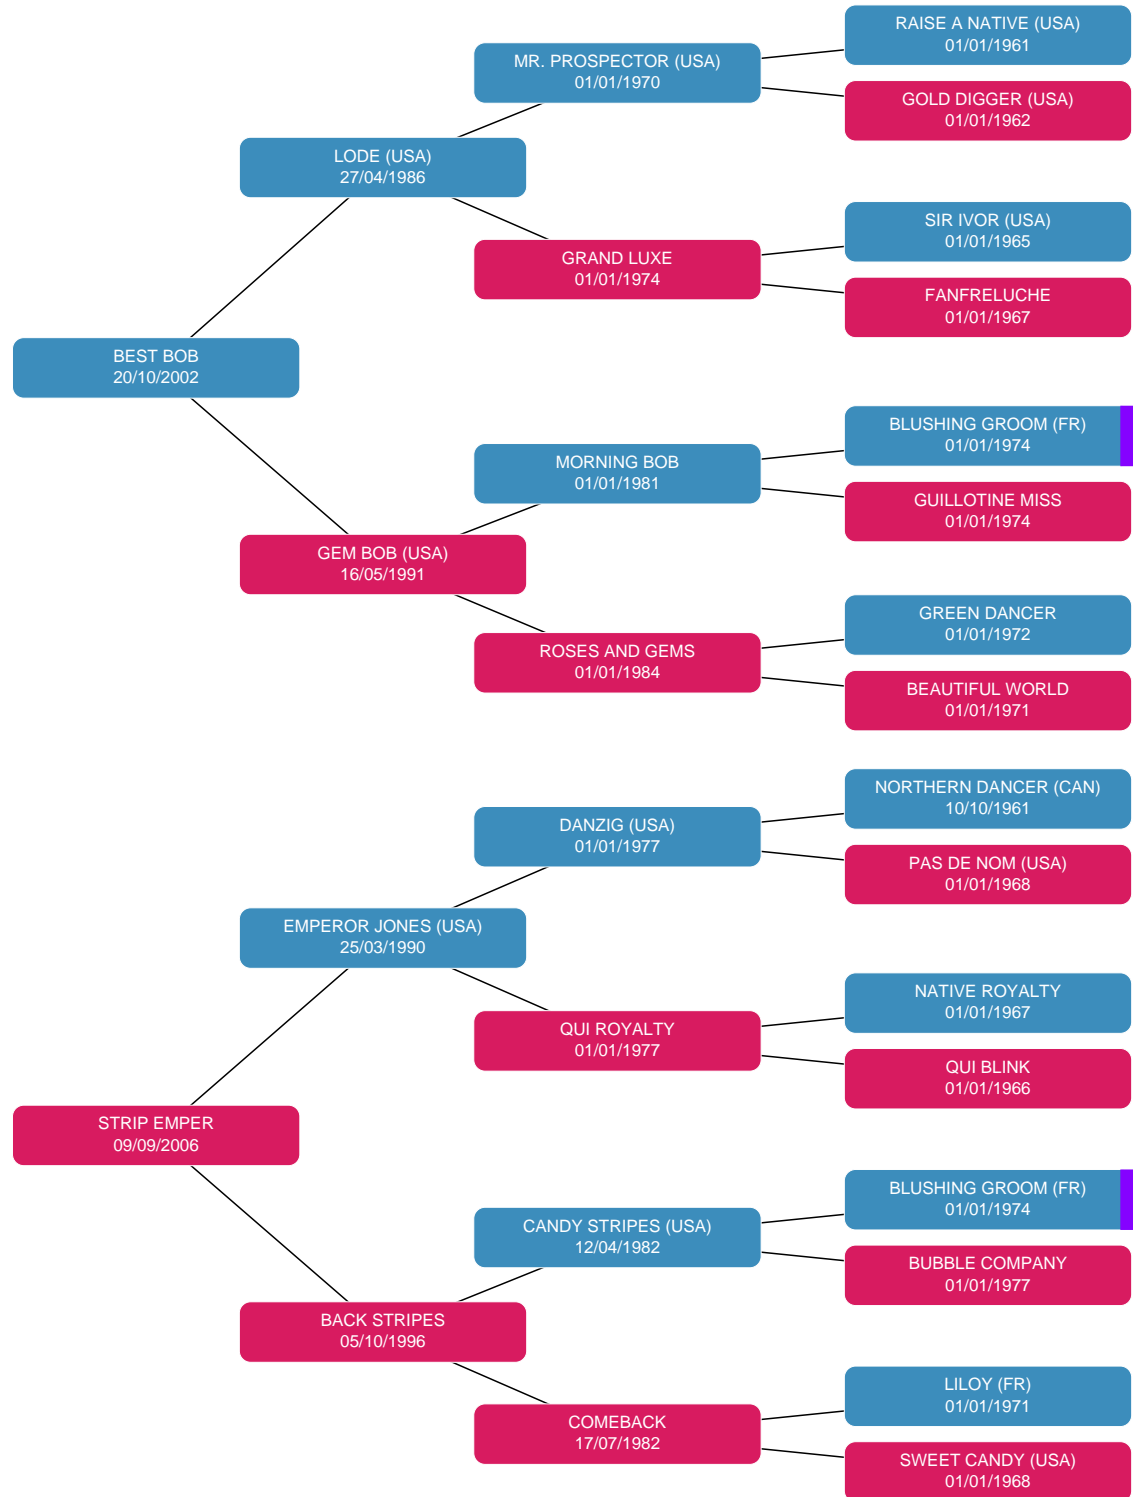 RAISE A NATIVE (USA)
01/01/1961
MR. PROSPECTOR (USA)
01/01/1970
GOLD DIGGER (USA)
01/01/1962
LODE (USA)
27/04/1986
SIR IVOR (USA)
01/01/1965
GRAND LUXE
01/01/1974
FANFRELUCHE
01/01/1967
BEST BOB
20/10/2002
BLUSHING GROOM (FR)
01/01/1974
MORNING BOB
01/01/1981
GUILLOTINE MISS
01/01/1974
GEM BOB (USA)
16/05/1991
GREEN DANCER
01/01/1972
ROSES AND GEMS
01/01/1984
BEAUTIFUL WORLD
01/01/1971
NORTHERN DANCER (CAN)
10/10/1961
DANZIG (USA)
01/01/1977
PAS DE NOM (USA)
01/01/1968
EMPEROR JONES (USA)
25/03/1990
NATIVE ROYALTY
01/01/1967
QUI ROYALTY
01/01/1977
QUI BLINK
01/01/1966
STRIP EMPER
09/09/2006
BLUSHING GROOM (FR)
01/01/1974
CANDY STRIPES (USA)
12/04/1982
BUBBLE COMPANY
01/01/1977
BACK STRIPES
05/10/1996
LILOY (FR)
01/01/1971
COMEBACK
17/07/1982
SWEET CANDY (USA)
01/01/1968